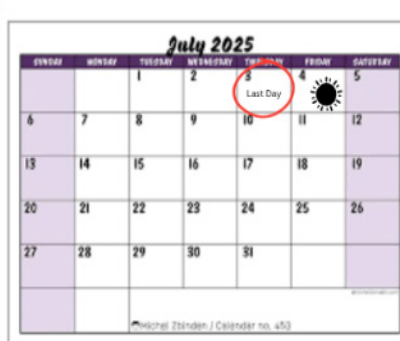 July 2025
SUNDAY MONDAY TUESDAY WEDNESDAY THURSDAY FRIDAY SATURDAY
1 2 3 4 5
Last Day
6 7 8 9 10 11 12
13 14 15 16 17 18 19
20 21 22 23 24 25 26
27 28 29 30 31
©Michel Zbinden / Calendar no. 453